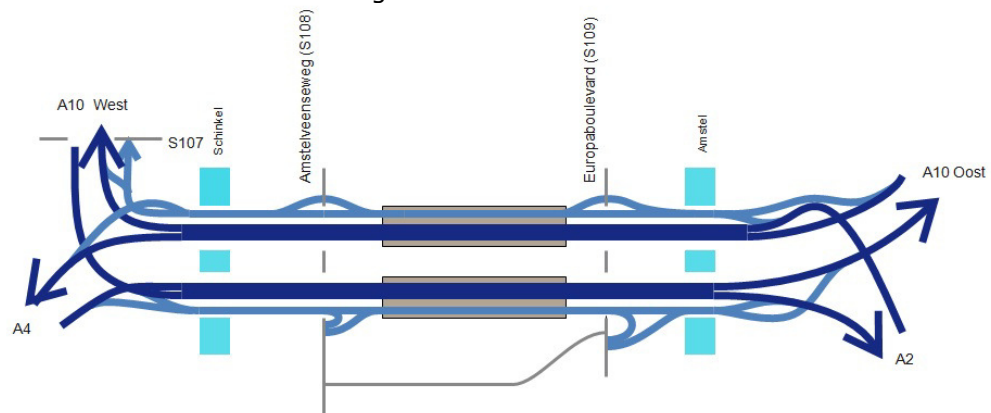 g
Amstelveenseweg (S108)
Europaboulevard (S109)
A10 West
Schinkel
Amstel
S107
A10 Oost
A4
A2